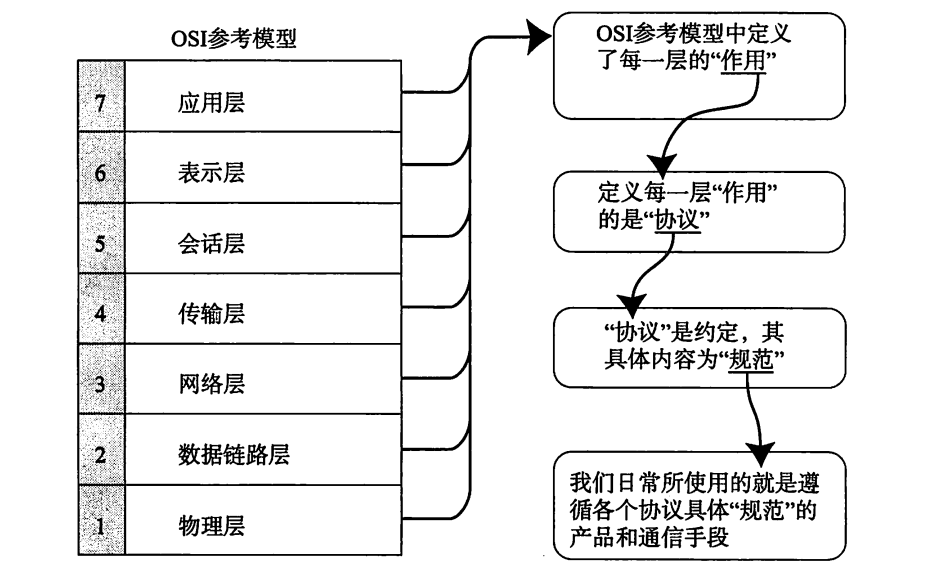 OSI参考模型
7 应用层
6 表示层
5 会话层
4 传输层
3 网络层
2 数据链路层
1 物理层
OSI参考模型中定义
了每一层的“作用”
定义每一层“作用”
的是“协议”
“协议”是约定，其
具体内容为“规范”
我们日常所使用的就是遵
循各个协议具体“规范”的
产品和通信手段